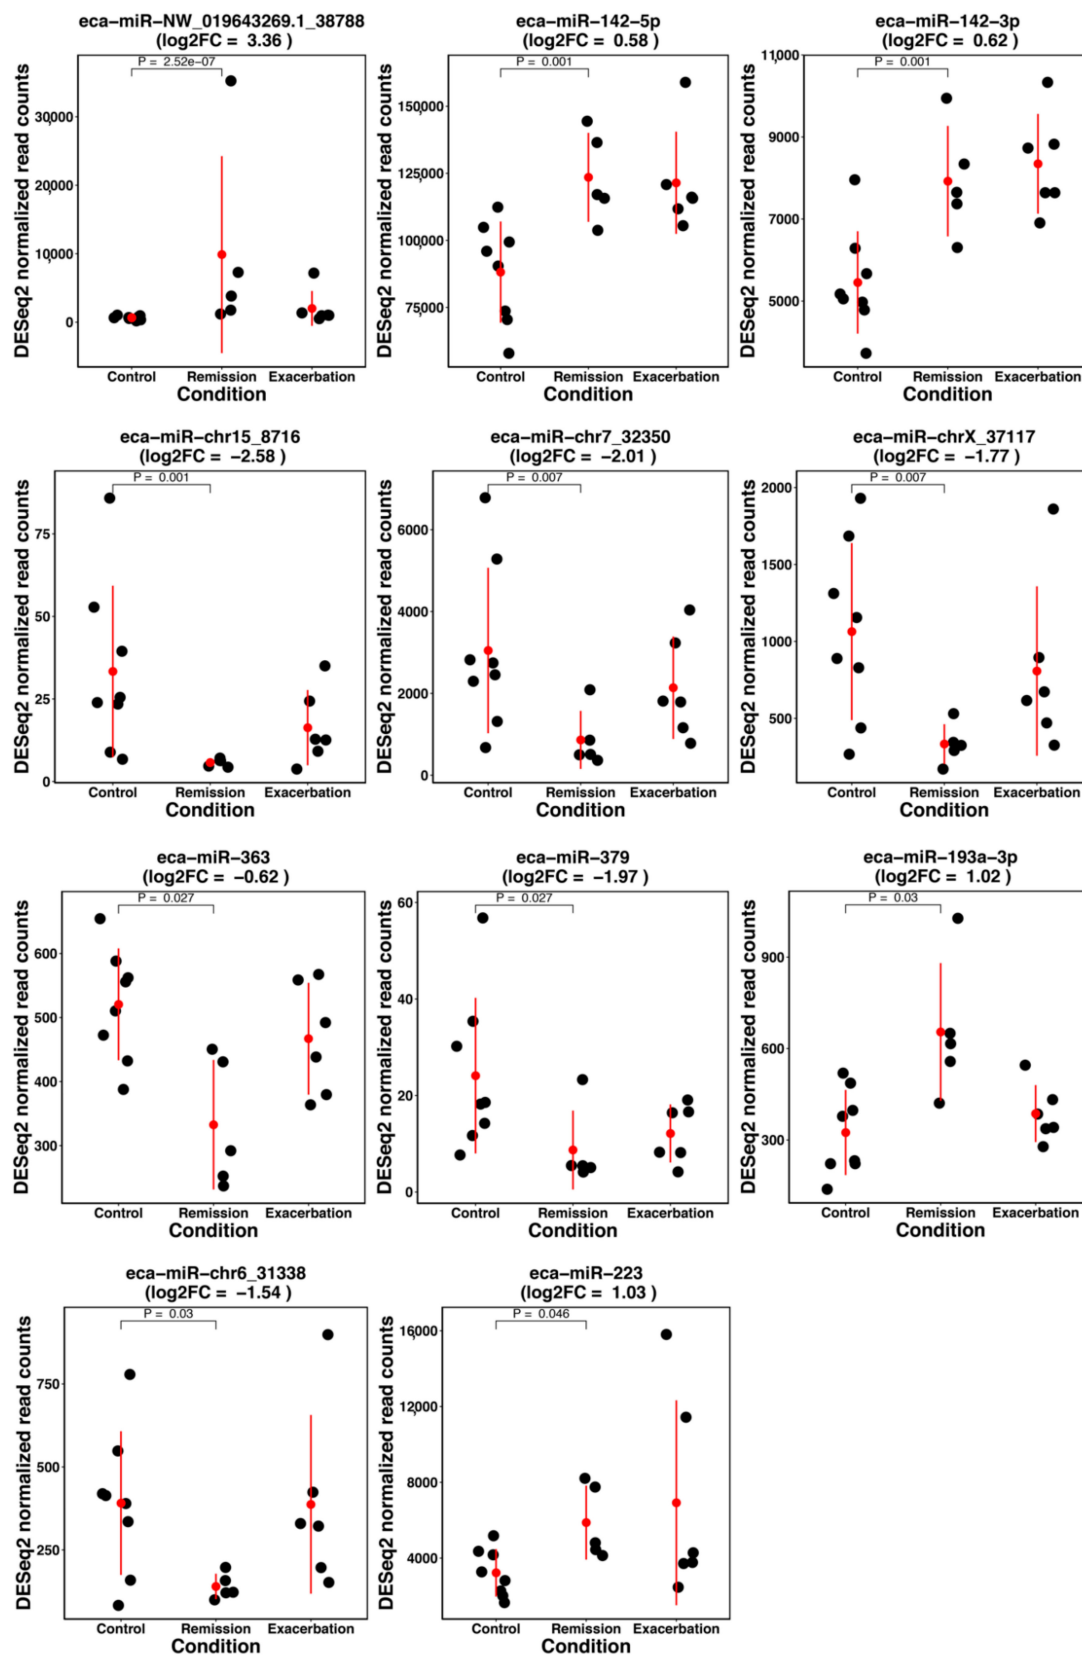 eca−miR−NW_019643269.1_38788
(log2FC = 3.36 )
P = 2.52e−07
DESeq2 normalized read counts
30000
20000
10000
0
Control Remission Exacerbation
Condition
eca−miR−142−5p
(log2FC = 0.58 )
P = 0.001
DESeq2 normalized read counts
150000
125000
100000
75000
Control Remission Exacerbation
Condition
eca−miR−142−3p
(log2FC = 0.62 )
P = 0.001
DESeq2 normalized read counts
11000
9000
7000
5000
Control Remission Exacerbation
Condition
eca−miR−chr15_8716
(log2FC = −2.58 )
P = 0.001
DESeq2 normalized read counts
75
50
25
0
Control Remission Exacerbation
Condition
eca−miR−chr7_32350
(log2FC = −2.01 )
P = 0.007
DESeq2 normalized read counts
6000
4000
2000
0
Control Remission Exacerbation
Condition
eca−miR−chrX_37117
(log2FC = −1.77 )
P = 0.007
DESeq2 normalized read counts
2000
1500
1000
500
Control Remission Exacerbation
Condition
eca−miR−363
(log2FC = −0.62 )
P = 0.027
DESeq2 normalized read counts
600
500
400
300
Control Remission Exacerbation
Condition
eca−miR−379
(log2FC = −1.97 )
P = 0.027
DESeq2 normalized read counts
60
40
20
0
Control Remission Exacerbation
Condition
eca−miR−193a−3p
(log2FC = 1.02 )
P = 0.03
DESeq2 normalized read counts
900
600
300
Control Remission Exacerbation
Condition
eca−miR−chr6_31338
(log2FC = −1.54 )
P = 0.03
DESeq2 normalized read counts
750
500
250
Control Remission Exacerbation
Condition
eca−miR−223
(log2FC = 1.03 )
P = 0.046
DESeq2 normalized read counts
16000
12000
8000
4000
Control Remission Exacerbation
Condition